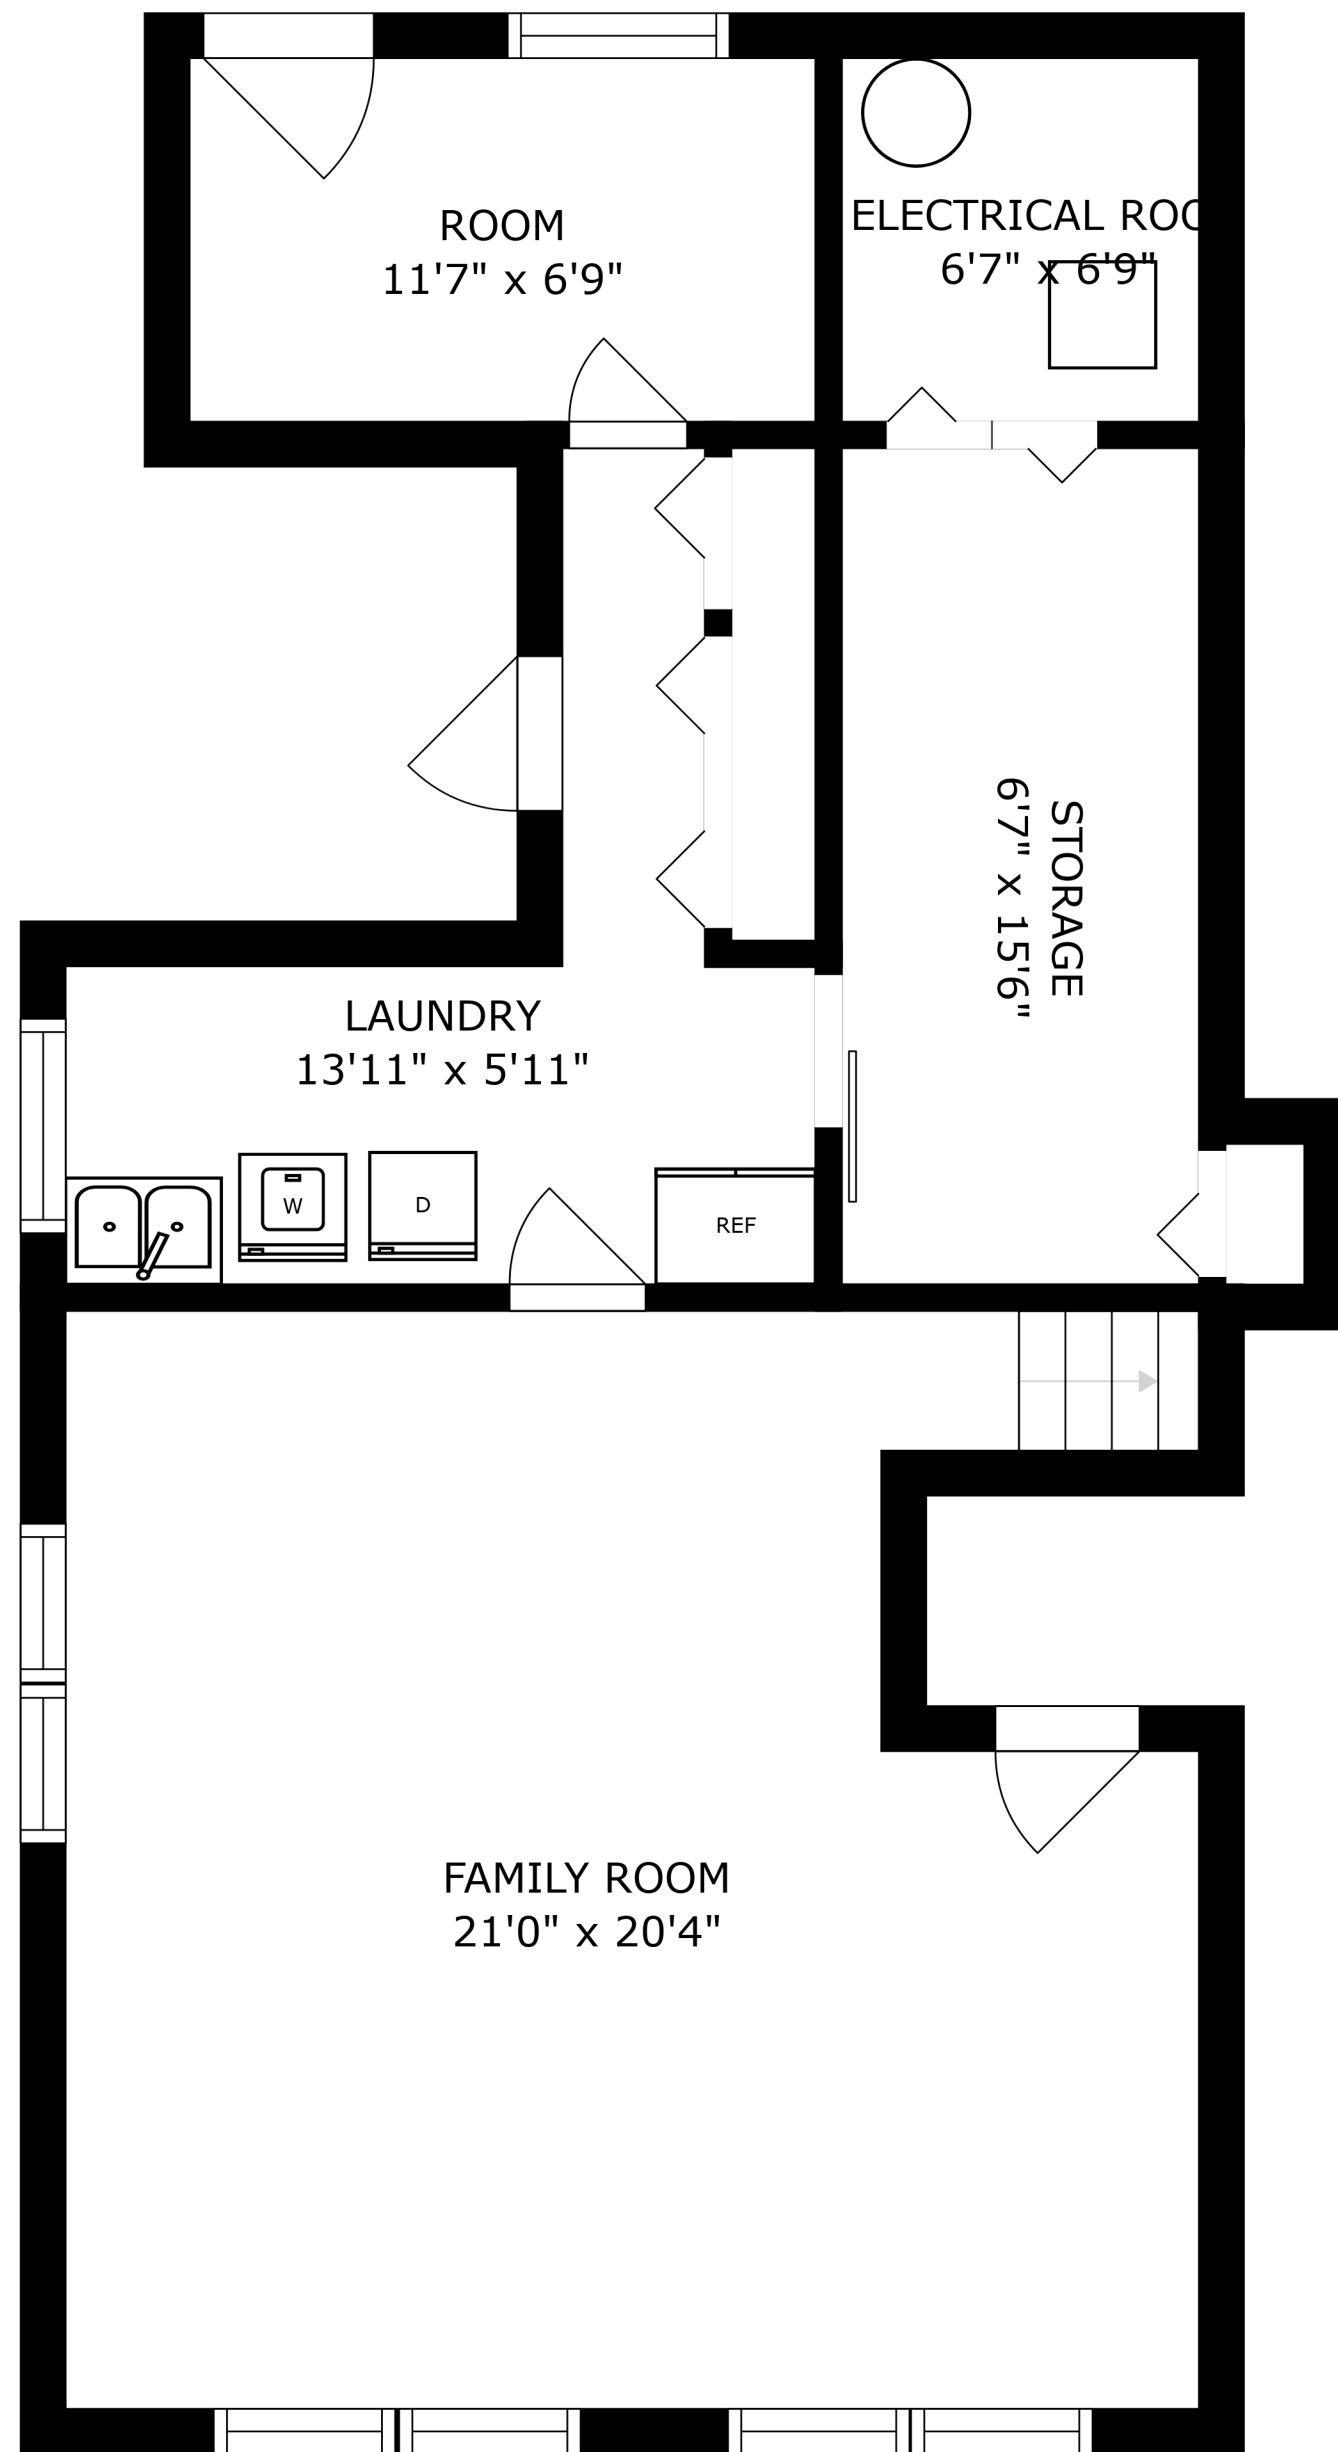 ROOM
11'7" x 6'9"
ELECTRICAL ROO
6'7" x 6'9"
STORAGE
6'7" x 15'6"
LAUNDRY
13'11" x 5'11"
W
D
REF
FAMILY ROOM
21'0" x 20'4"